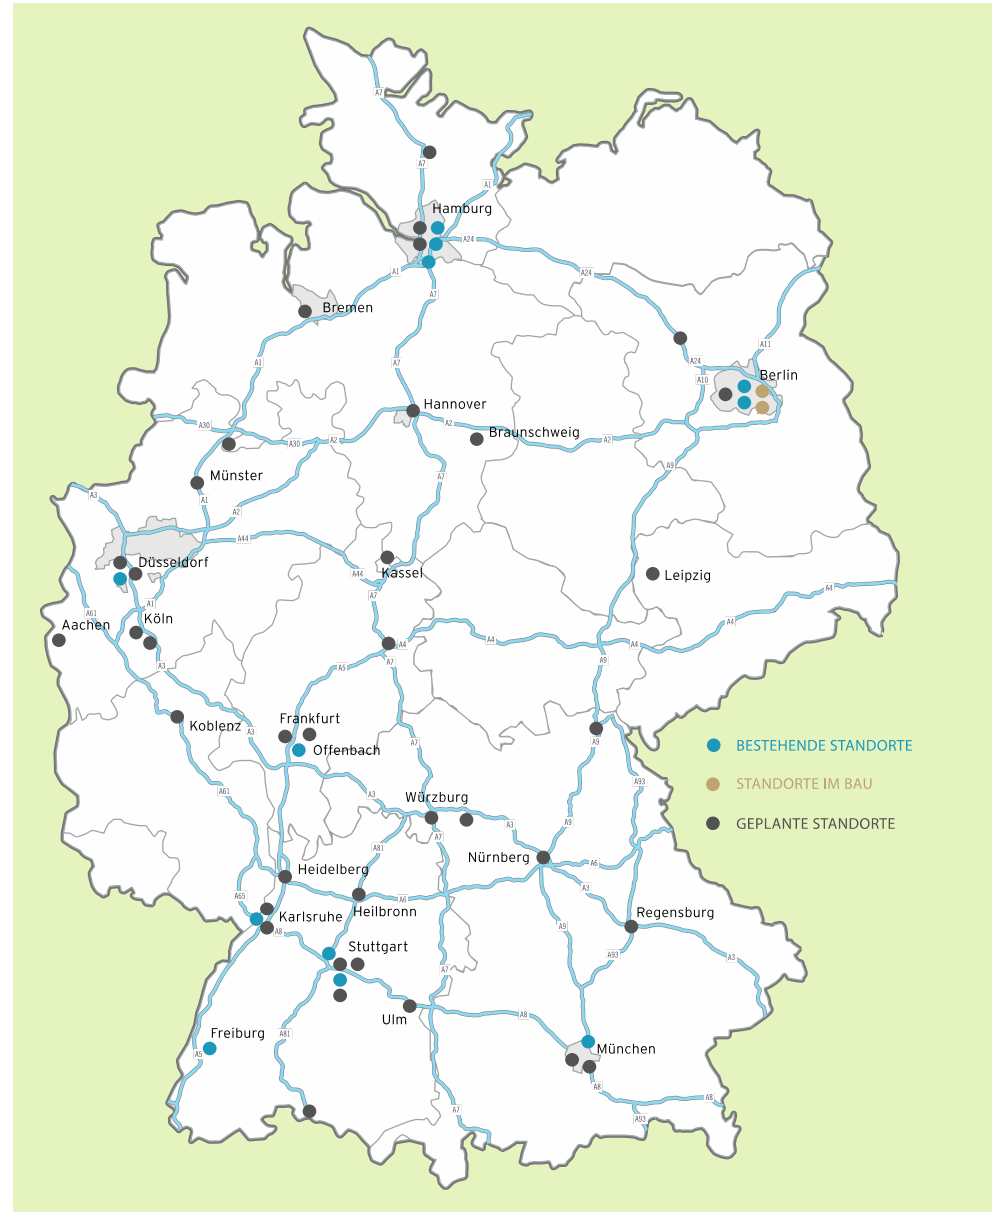 A7
A7
A1
Hamburg
A24
A1
A24
A7
Bremen
A11
A1
A7
A24
Berlin
A10
Hannover
A30
A2
Braunschweig
A30
A2
A2
A9
Münster
A7
A3
A1
A2
A44
Düsseldorf
A44
Kassel
Leipzig
A4
A7
A1
A61
Köln
Aachen
A4
A4
A4
A4
A3
A5
A7
A9
Koblenz
Frankfurt
A3
A9
A7
Offenbach
BESTEHENDE STANDORTE
A93
STANDORTE IM BAU
A61
A3
Würzburg
GEPLANTE STANDORTE
A3
A9
A7
A81
Nürnberg
A6
Heidelberg
A3
A65
A6
Heilbronn
Karlsruhe
Regensburg
A8
A9
Stuttgart
A93
A3
A7
A8
Ulm
A81
Freiburg
München
A5
A8
A8
A7
A93